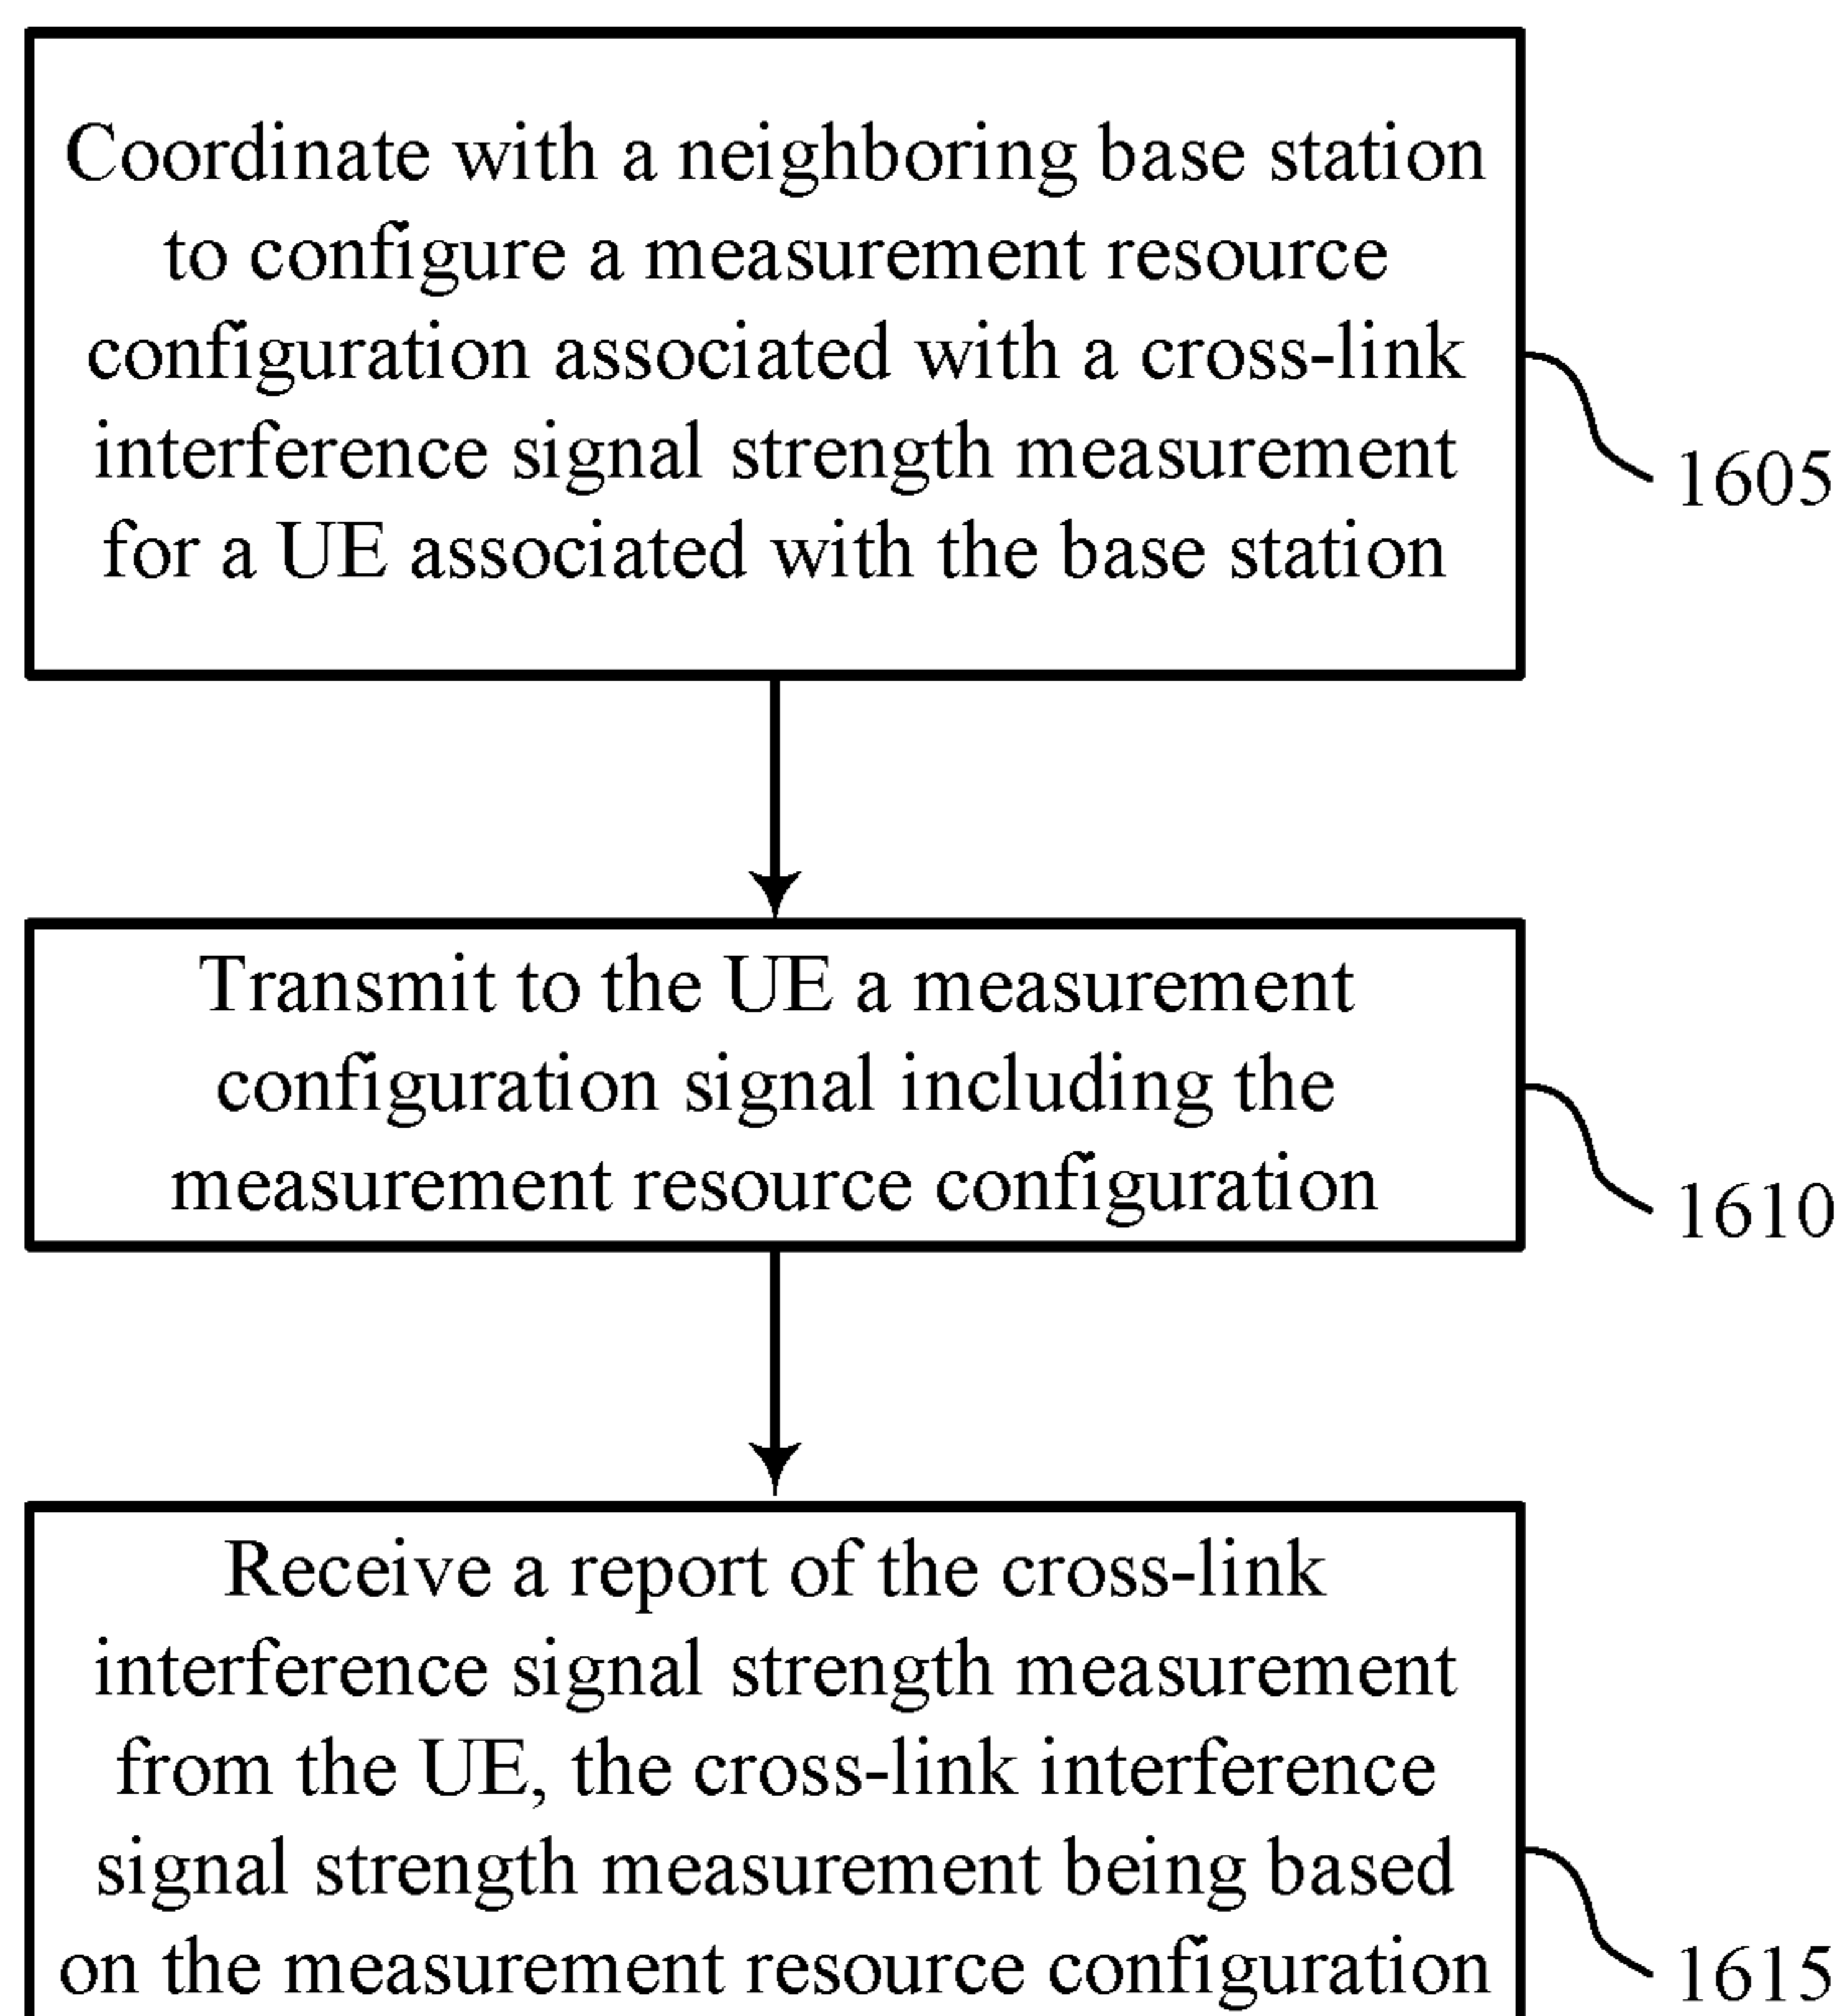 Coordinate with a neighboring base station
to configure a measurement resource
configuration associated with a cross-link
interference signal strength measurement
for a UE associated with the base station
1605
Transmit to the UE a measurement
configuration signal including the
measurement resource configuration
1610
Receive a report of the cross-link
interference signal strength measurement
from the UE, the cross-link interference
signal strength measurement being based
on the measurement resource configuration
1615